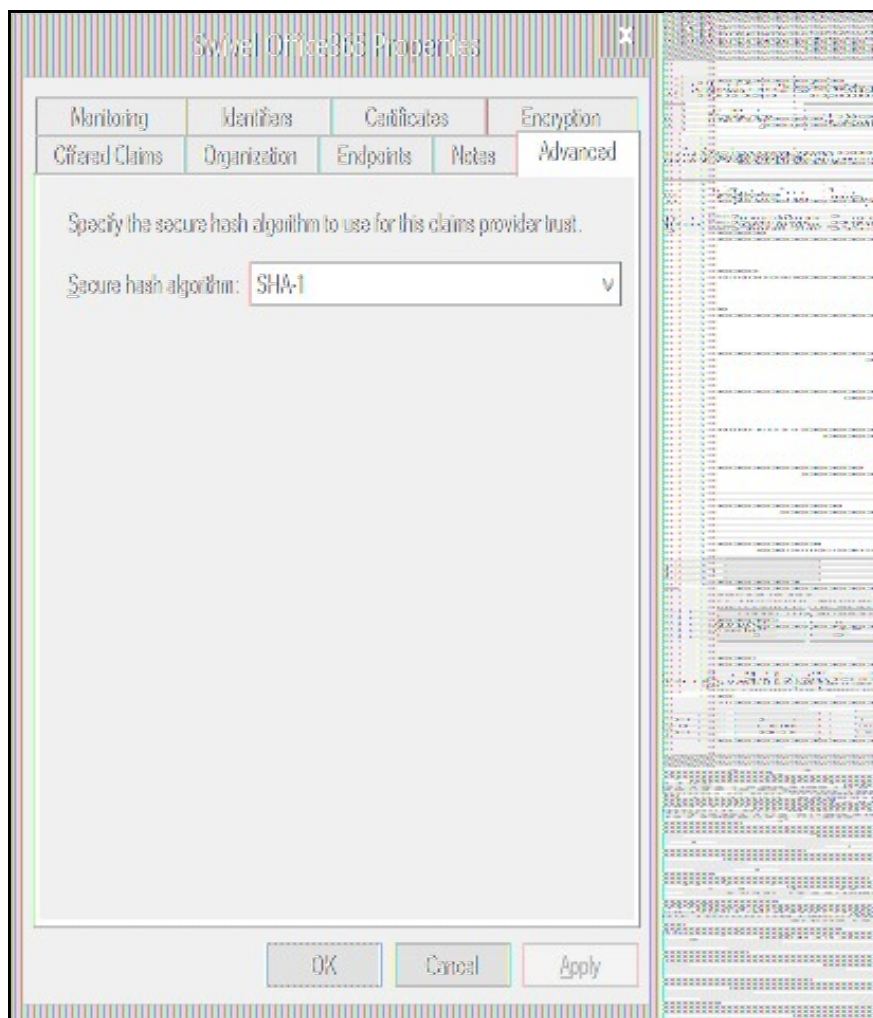 Swivel Office365 Properties
x
Monitoring Identifiers Certificates Encryption
Offered Claims Organization Endpoints Notes Advanced
Specify the secure hash algorithm to use for this claims provider trust.
Secure hash algorithm: SHA-1
OK Cancel Apply